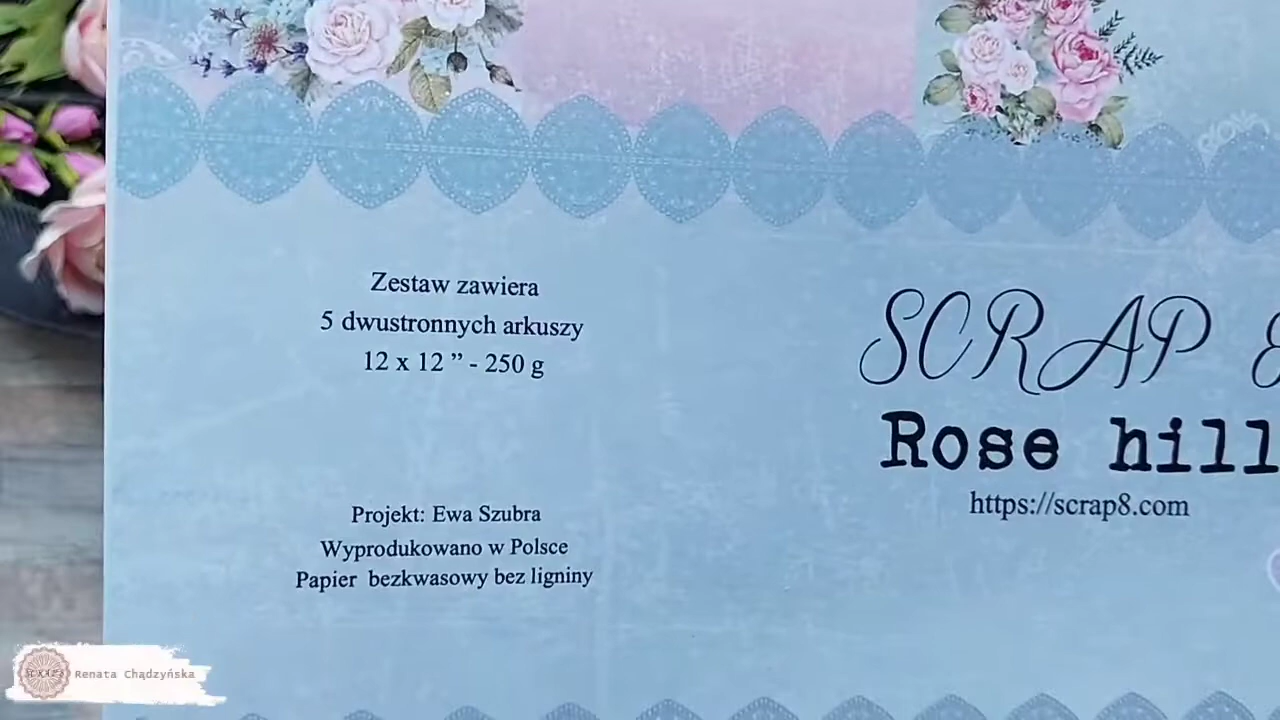 Zestaw zawiera
5 dwustronnych arkuszy
12 x 12 ” - 250 g
SCRAP
Rose hill
https://scrap8.com
Projekt: Ewa Szubra
Wyprodukowano w Polsce
Papier bezkwasowy bez ligniny
Renata Chądzyńska